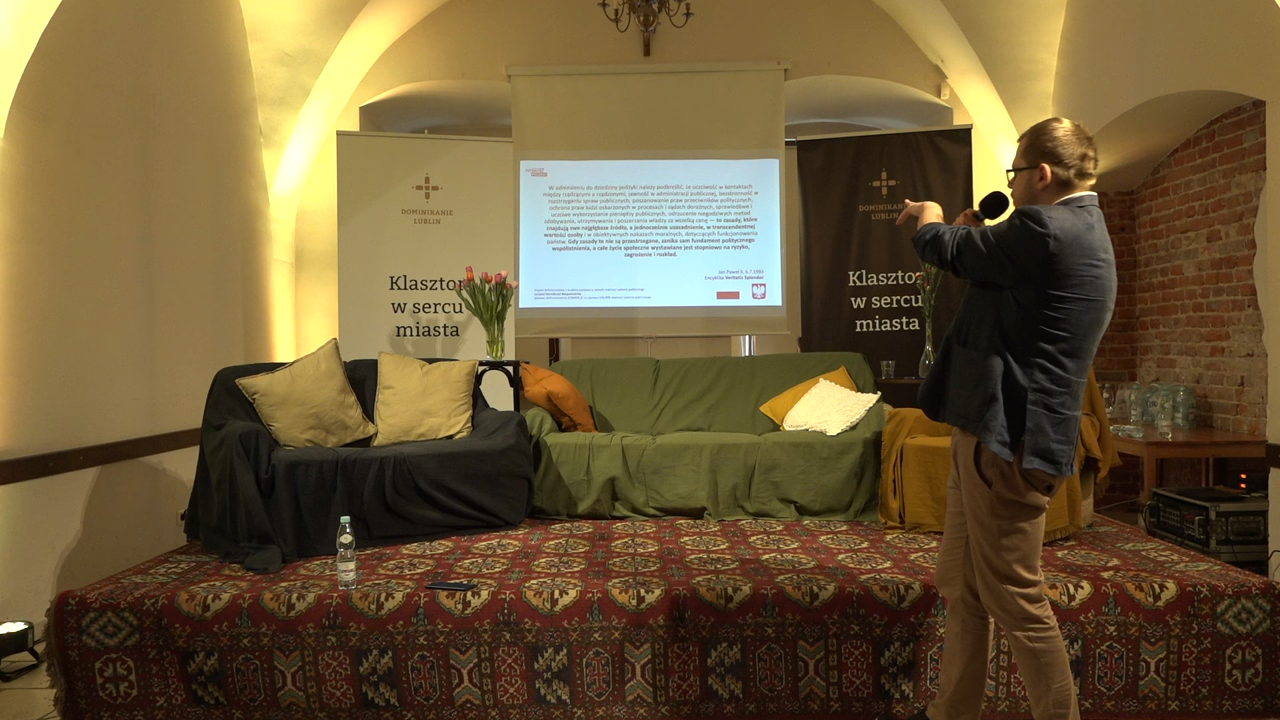 DOMINIKANIE
LUBLIN
Klasztor
w sercu
miasta
W odniesieniu do dziedziny polityki należy podkreślić, że uczciwość w kontaktach
między rządzącymi a rządzonymi, jawność w administracji publicznej, bezstronność w
rozstrzyganiu spraw publicznych, poszanowanie praw przeciwników politycznych,
ochrona praw ludzi oskarżonych w procesach i sądach doraźnych, sprawiedliwe i
uczciwe wykorzystanie pieniędzy publicznych, odrzucenie niegodziwych metod
zdobywania, utrzymywania i poszerzania władzy za wszelką cenę — to zasady, które
znajdują swe najgłębsze źródło, a jednocześnie uzasadnienie, w transcendentnej
wartości osoby i w obiektywnych nakazach moralnych, dotyczących funkcjonowania
państw. Gdy zasady te nie są przestrzegane, zanika sam fundament politycznego
współistnienia, a całe życie społeczne wystawiane jest stopniowo na ryzyko,
zagrożenie i rozkład.
Jan Paweł II, 6.?.1993
Encyklika Veritatis Splendor
DOMINIKANIE
LUBLIN
Klasztor
w sercu
miasta